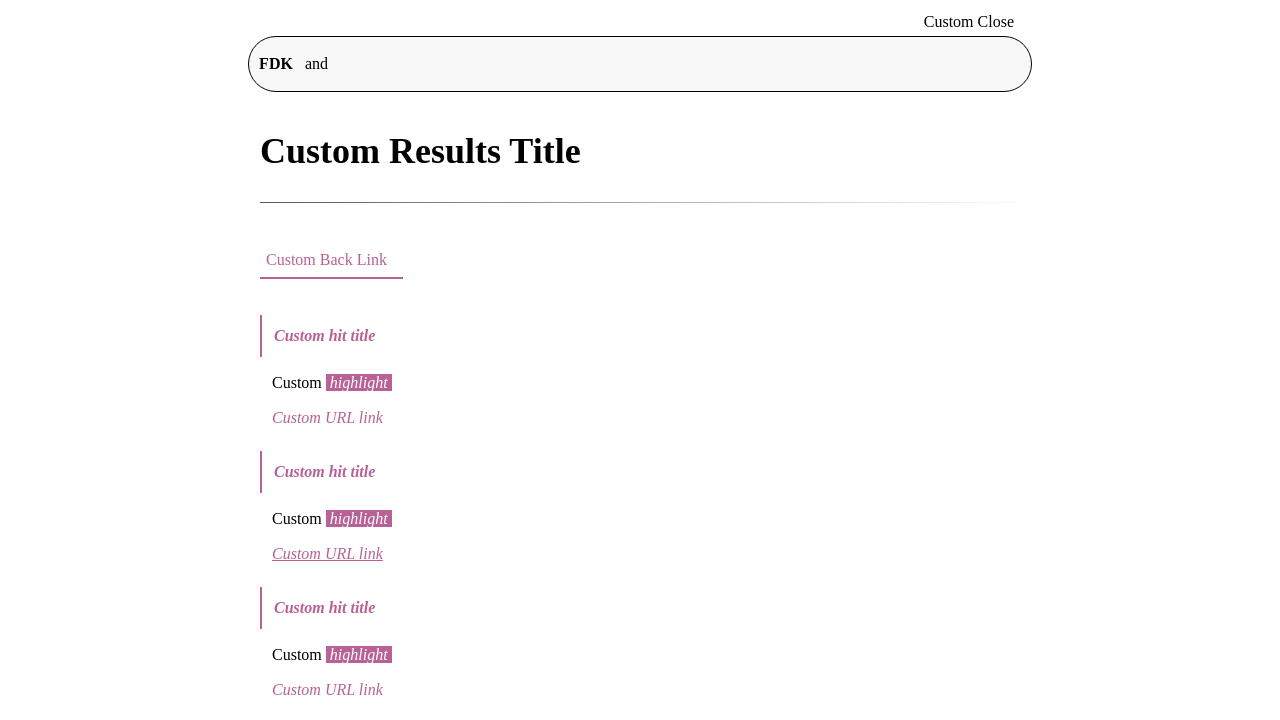 Custom Close
FDK and
Custom Results Title
Custom Back Link
Custom hit title
Custom highlight
Custom URL link
Custom hit title
Custom highlight
Custom URL link
Custom hit title
Custom highlight
Custom URL link